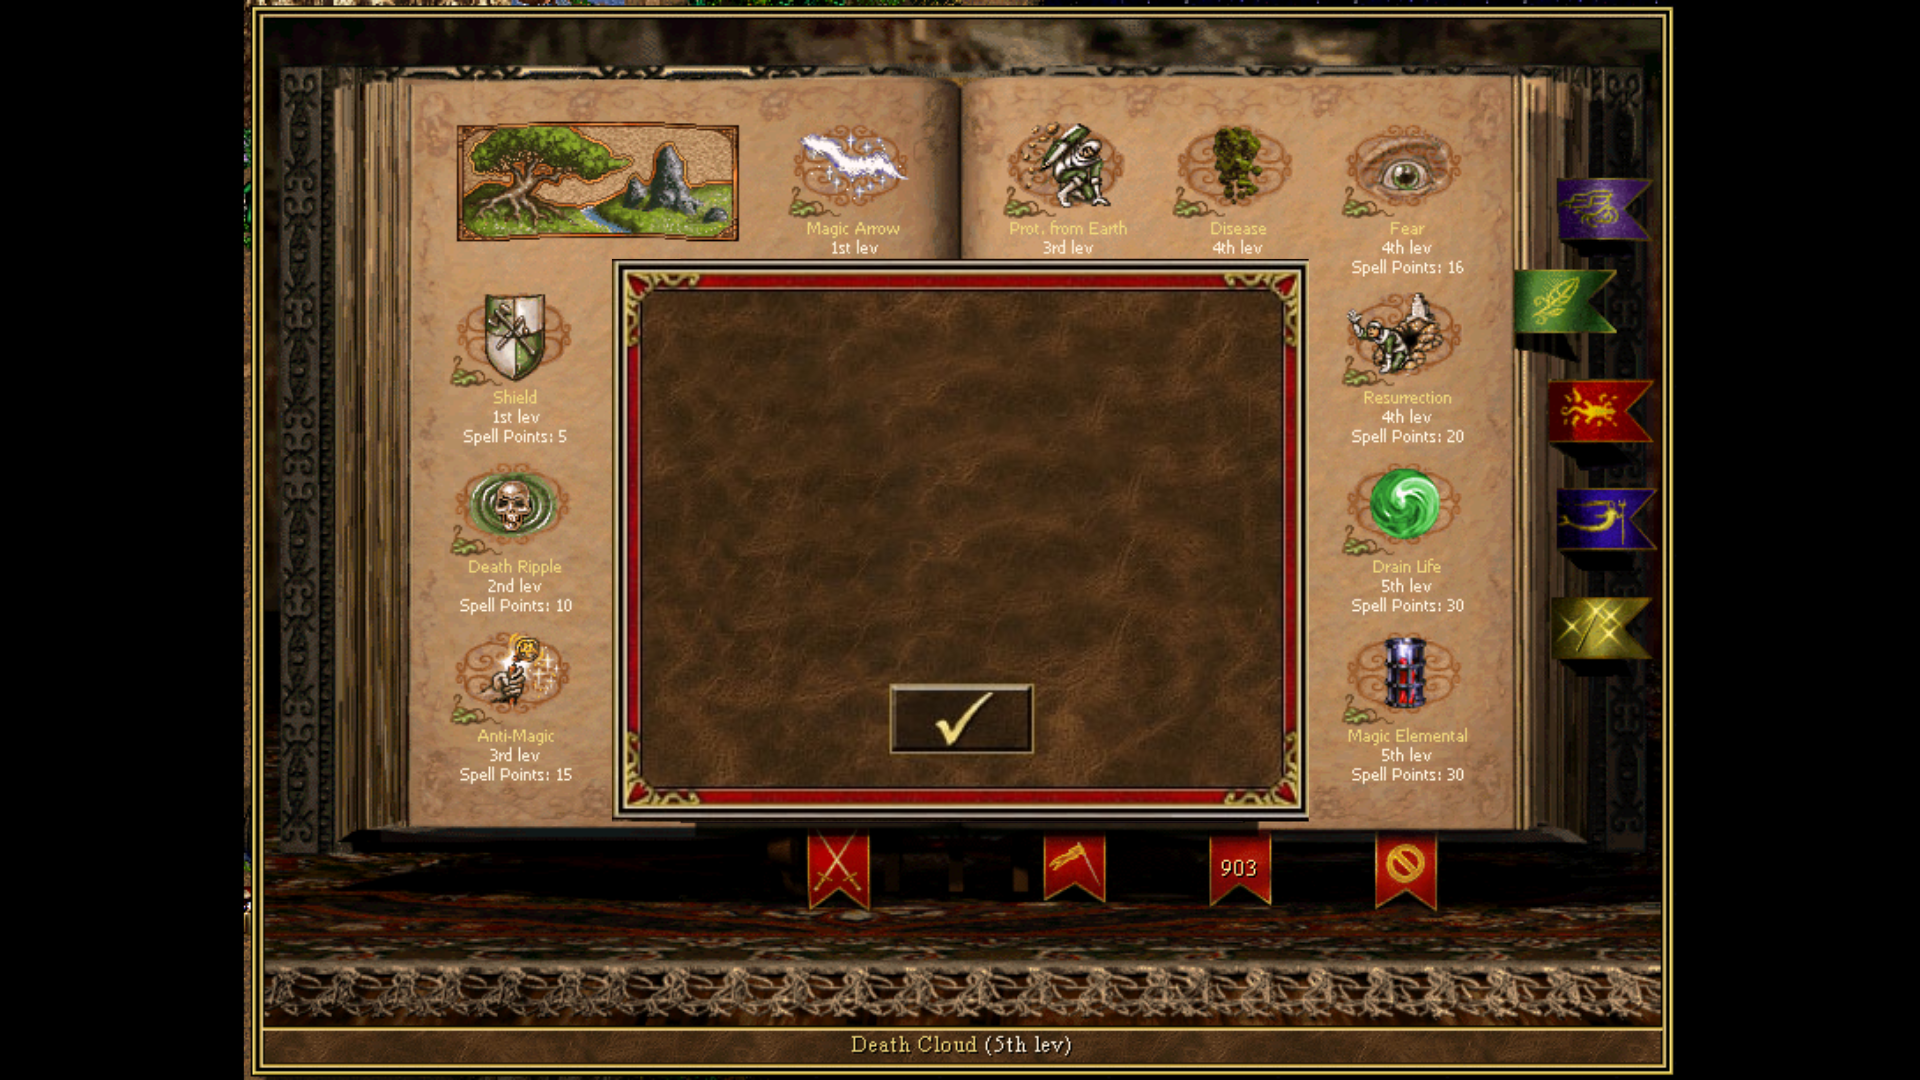 Magic Arrow
1st lev
Prot. from Earth
3rd lev
Disease
4th lev
Fear
4th lev
Spell Points: 16
Shield
1st lev
Spell Points: 5
Resurrection
4th lev
Spell Points: 20
Death Ripple
2nd lev
Spell Points: 10
Drain Life
5th lev
Spell Points: 30
Anti-Magic
3rd lev
Spell Points: 15
Magic Elemental
5th lev
Spell Points: 30
903
Death Cloud (5th lev)